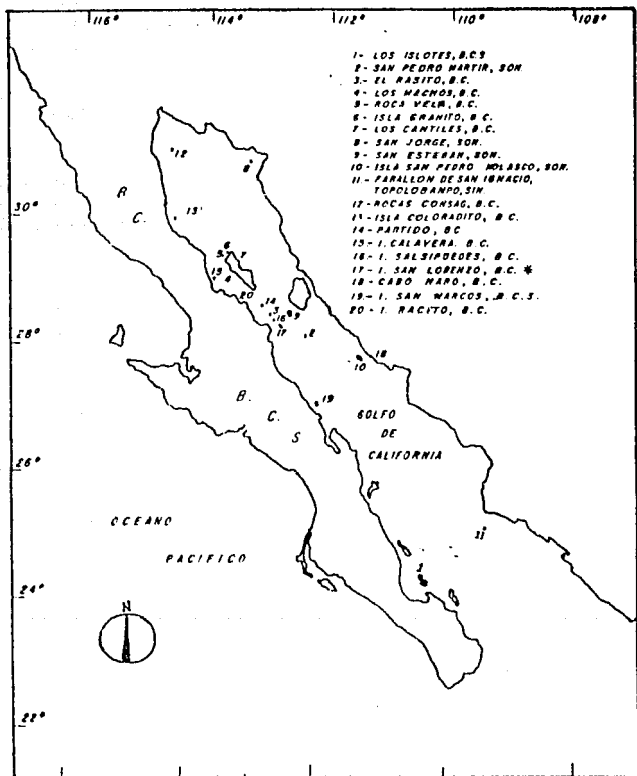 116° 114° 112° 110° 108°
1- LOS ISLOTES, B.C.S
2- SAN PEDRO MARTIR, SON.
3.- EL RASITO, B.C.
4- LOS MACHOS, B.C.
5- ROCA VELA, B.C.
6- ISLA GRANITO, B.C.
7- LOS CANTILES, B.C.
8- SAN JORGE, SON.
9- SAN ESTEBAN, SON.
10- ISLA SAN PEDRO NOLASCO, SON.
11.- FARALLON DE SAN IGNACIO,
TOPOLOBANPO, SIN.
12- ROCAS CONSAG, B.C.
13- ISLA COLORADITO, B.C.
14- PARTIDO, B.C
15- I. CALAVERA. B.C.
16- I. SALSIPUEDES, B.C.
17- I. SAN LORENZO, B.C. *
18- CABO HARO, B.C.
19- I. SAN MARCOS, B.C.S.
20- I. RACITO, B.C.
12
8
B.
C.
30°
13
6
5 7
15 4
20
14
3
16 9
17 2
28°
18
10
B.
C.
S
19
GOLFO
DE
CALIFORNIA
26°
OCEANO
PACIFICO
11
1
24°
N
22°